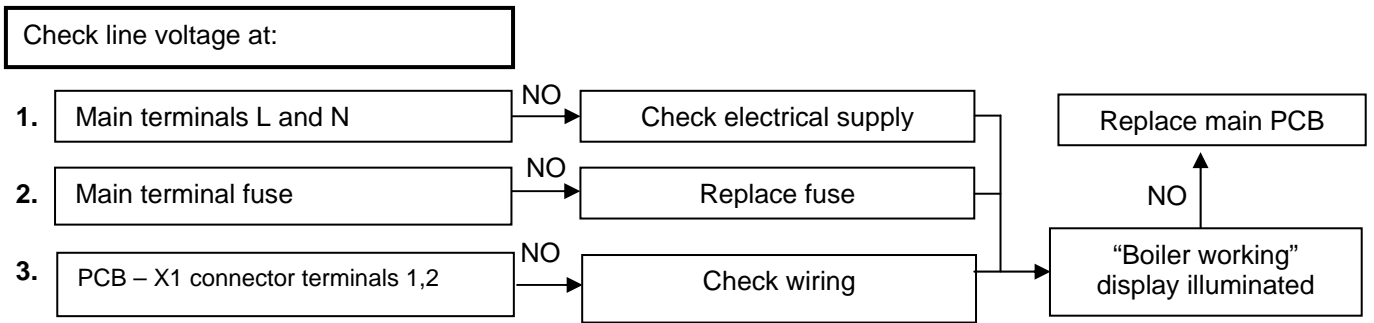 Check line voltage at:
1. Main terminals L and N NO Check electrical supply Replace main PCB
2. Main terminal fuse NO Replace fuse NO
3. PCB – X1 connector terminals 1,2 NO Check wiring “Boiler working”
display illuminated